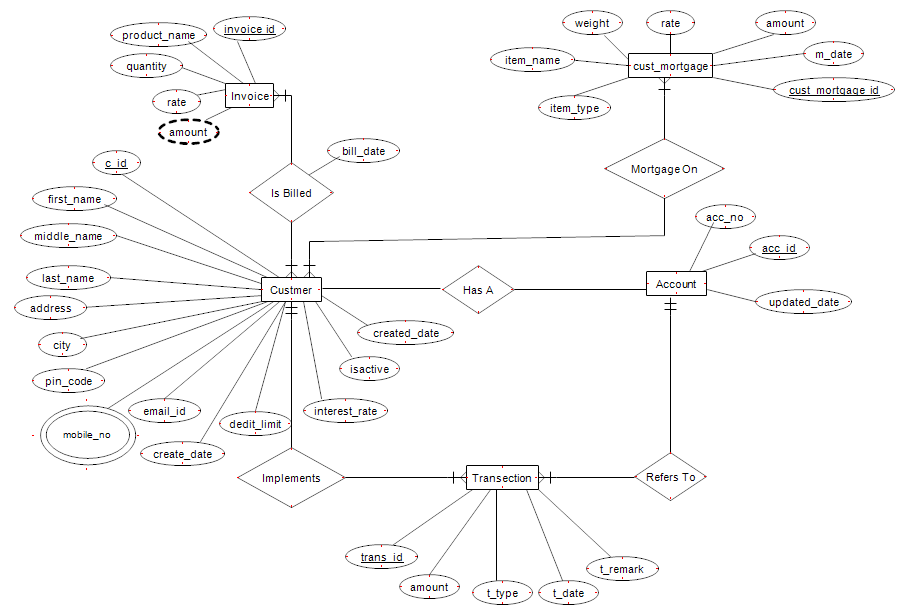 weight
rate
amount
product_name
invoice id
item_name
m_date
quantity
cust_mortgage
cust_mortgage_id
rate
Invoice
item_type
amount
bill_date
c_id
Mortgage On
Is Billed
first_name
acc_no
middle_name
acc_id
last_name
Account
Custmer
Has A
address
updated_date
created_date
city
isactive
pin_code
email_id
interest_rate
dedit_limit
mobile_no
create_date
Implements
Transection
Refers To
trans_id
t_remark
amount
t_type
t_date